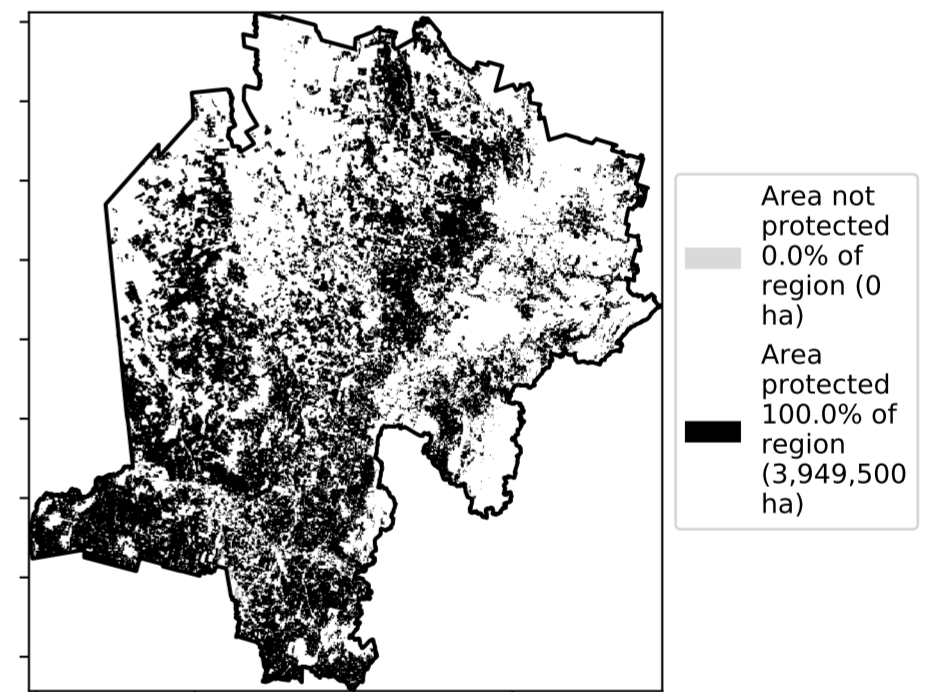 Area not
protected
0.0% of
region (0
ha)
Area
protected
100.0% of
region
(3,949,500
ha)